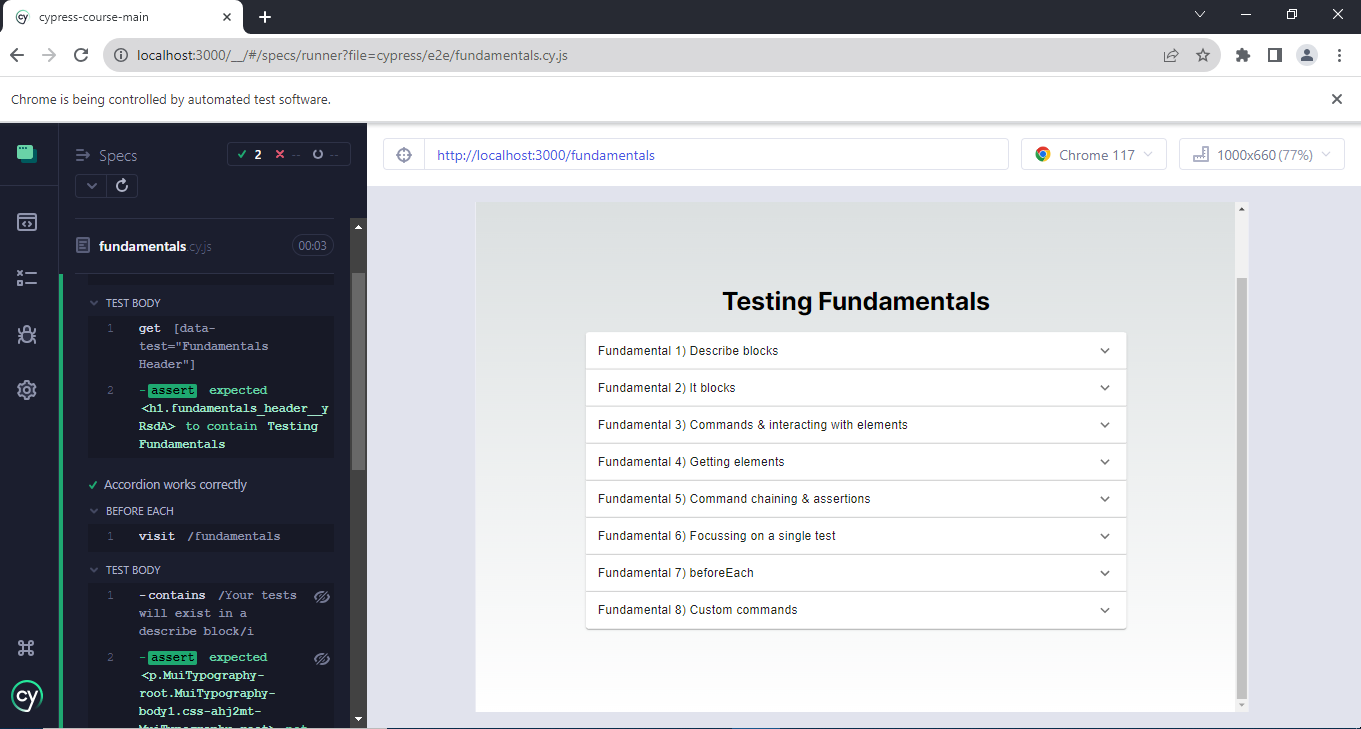 cypress-course-main
localhost:3000/__/#/specs/runner?file=cypress/e2e/fundamentals.cy.js
Chrome is being controlled by automated test software.
Specs
2 -- --
fundamentals.cy.js 00:03
TEST BODY
1 get [data-
test="Fundamentals
Header"]
2 -assert expected
<h1.fundamentals_header__y
RsdA> to contain Testing
Fundamentals
Accordion works correctly
BEFORE EACH
1 visit /fundamentals
TEST BODY
1 -contains /Your tests
will exist in a
describe block/i
2 -assert expected
<p.MuiTypography-
root.MuiTypography-
body1.css-ahj2mt-
MuiTypography-root> not
cy
http://localhost:3000/fundamentals
Chrome 117
1000x660 (77%)
Testing Fundamentals
Fundamental 1) Describe blocks
Fundamental 2) It blocks
Fundamental 3) Commands & interacting with elements
Fundamental 4) Getting elements
Fundamental 5) Command chaining & assertions
Fundamental 6) Focussing on a single test
Fundamental 7) beforeEach
Fundamental 8) Custom commands